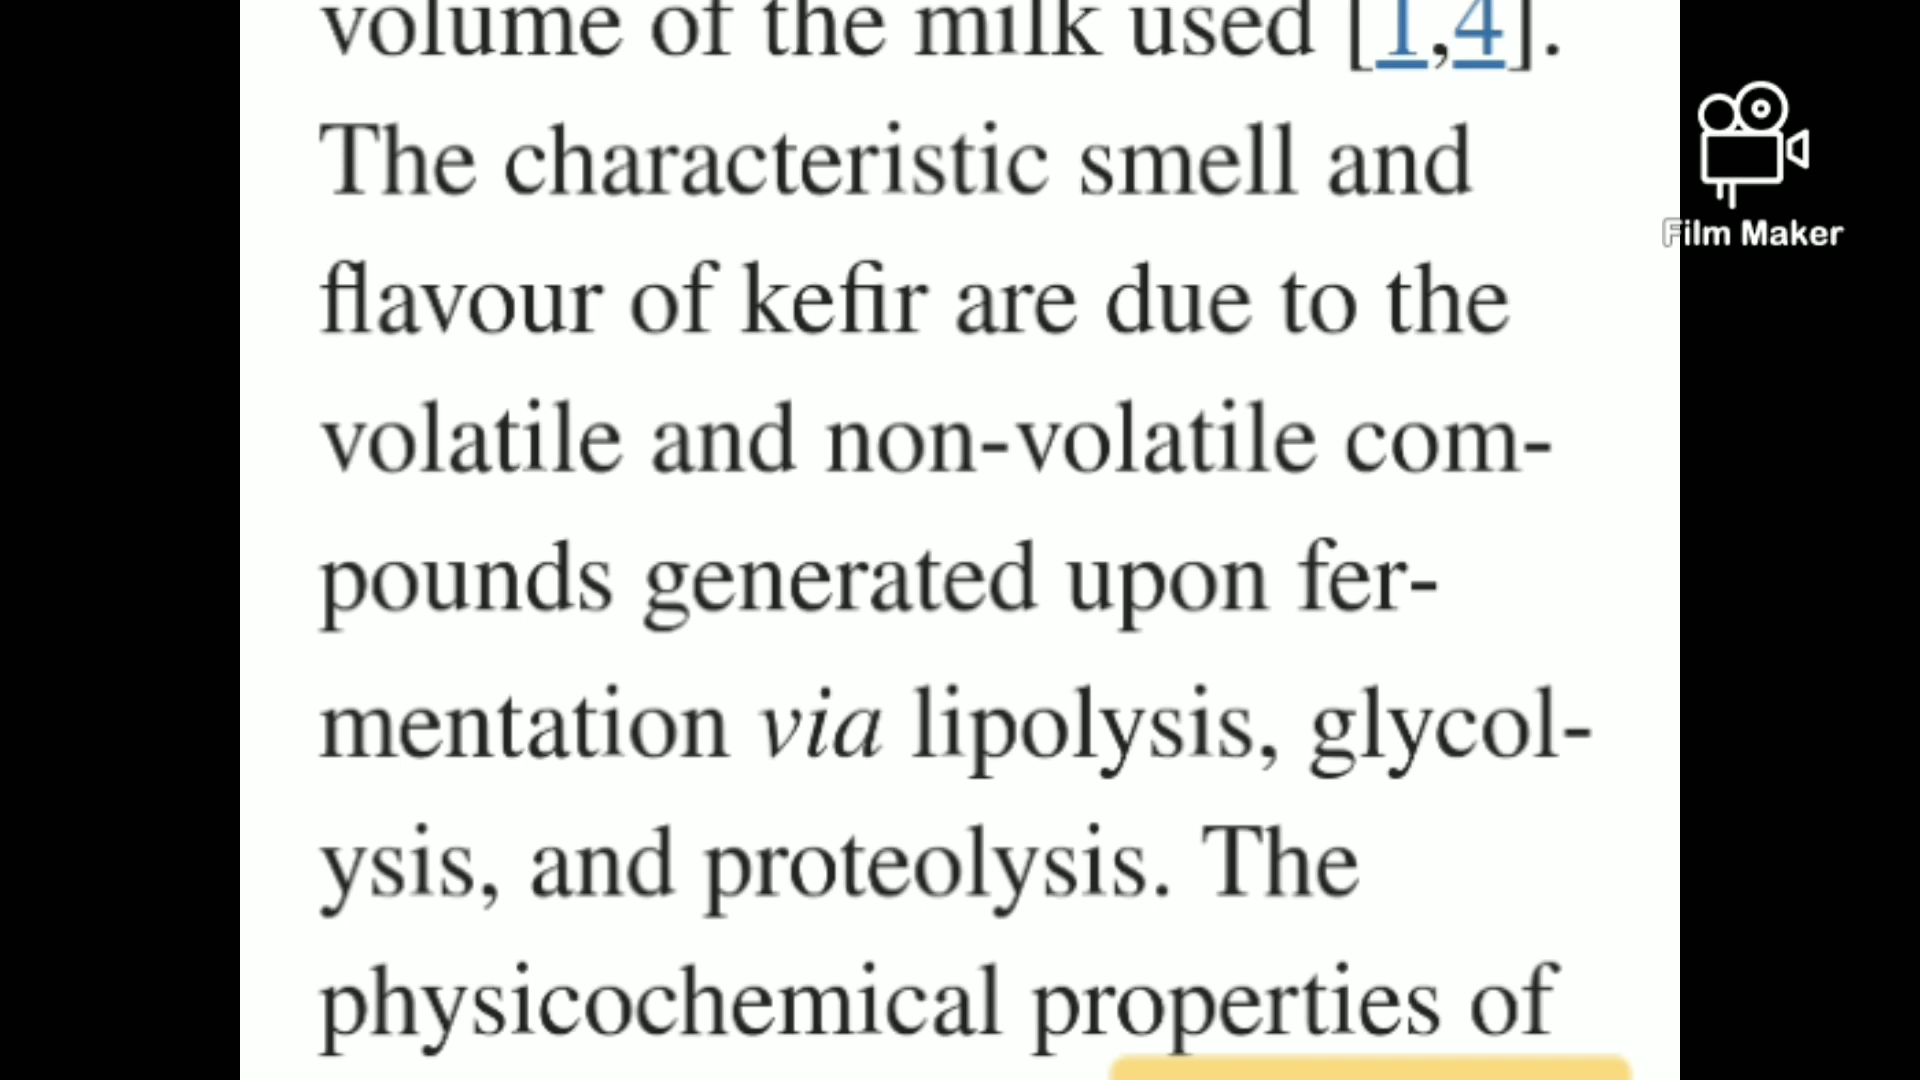 volume of the milk used [1,4].
The characteristic smell and
flavour of kefir are due to the
volatile and non-volatile com-
pounds generated upon fer-
mentation via lipolysis, glycol-
ysis, and proteolysis. The
physicochemical properties of
Film Maker